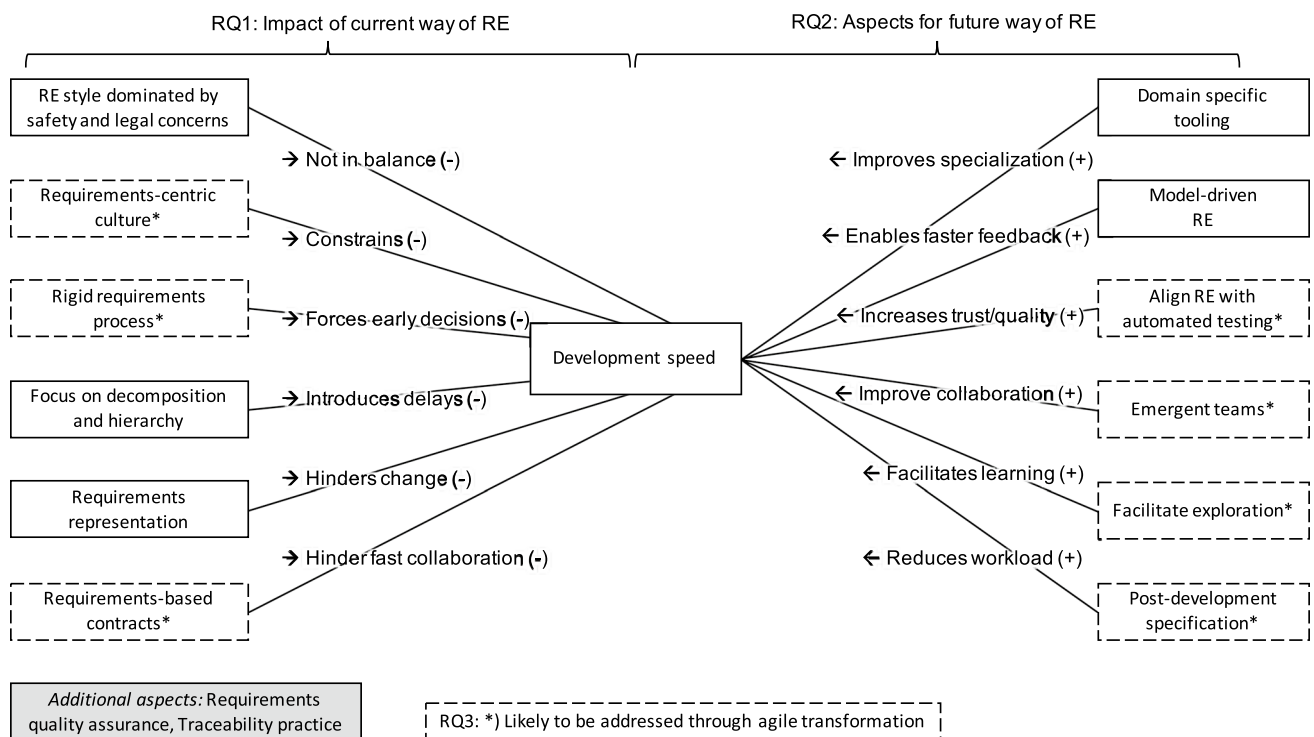 RQ1: Impact of current way of RE
RQ2: Aspects for future way of RE
RE style dominated by
safety and legal concerns
→ Not in balance (-)
Requirements-centric
culture*
→ Constrains (-)
Rigid requirements
process*
→ Forces early decisions (-)
Focus on decomposition
and hierarchy
→ Introduces delays (-)
Requirements
representation
→ Hinders change (-)
Requirements-based
contracts*
→ Hinder fast collaboration (-)
Development speed
Domain specific
tooling
← Improves specialization (+)
Model-driven
RE
← Enables faster feedback (+)
Align RE with
automated testing*
← Increases trust/quality (+)
Emergent teams*
← Improve collaboration (+)
Facilitate exploration*
← Facilitates learning (+)
Post-development
specification*
← Reduces workload (+)
Additional aspects: Requirements
quality assurance, Traceability practice
RQ3: *) Likely to be addressed through agile transformation